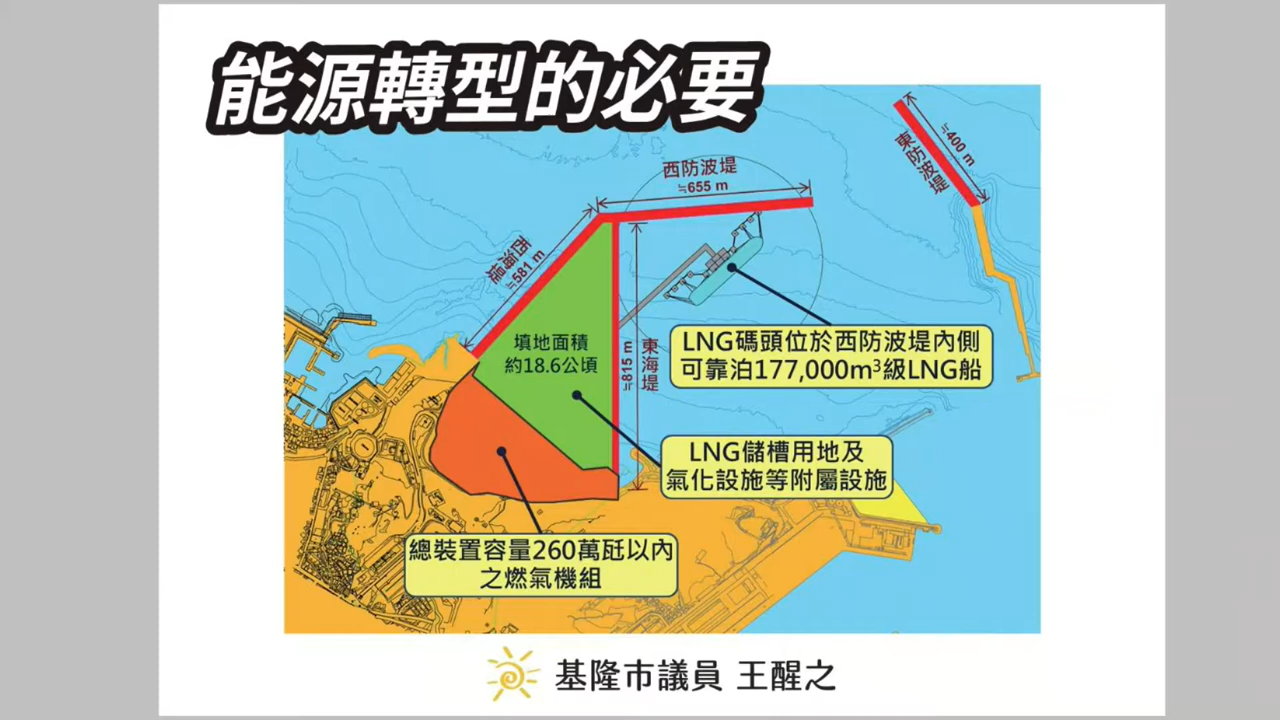 能源轉型的必要
西防波堤
≒655 m
東防波堤
≒400 m
西海堤
≒581 m
填地面積
約18.6公頃
東海堤
≒815 m
LNG碼頭位於西防波堤內側
可靠泊177,000m³級LNG船
LNG儲槽用地及
氣化設施等附屬設施
總裝置容量260萬瓩以內
之燃氣機組
基隆市議員 王醒之